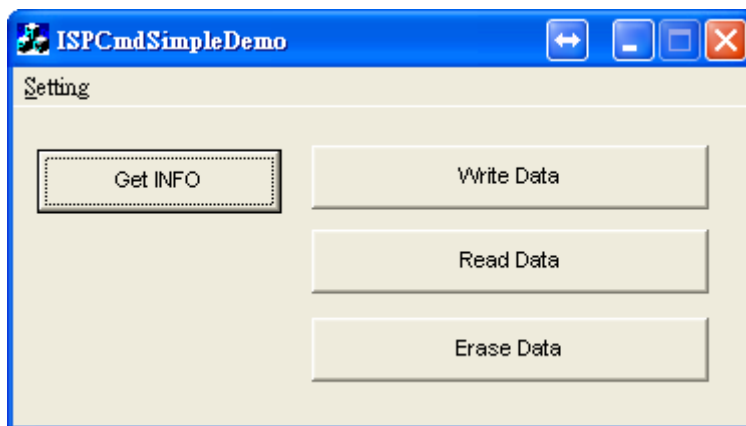 ISPCmdSimpleDemo
Setting
Get INFO
Write Data
Read Data
Erase Data